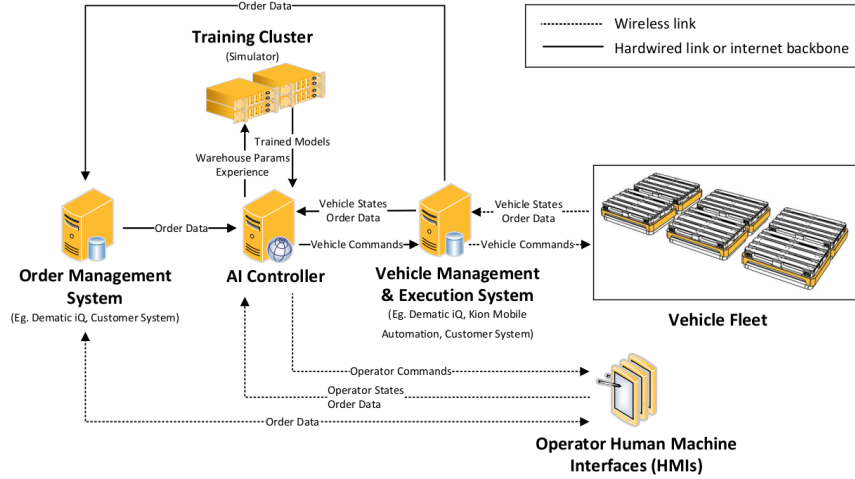 Order Data
Wireless link
Hardwired link or internet backbone
Training Cluster
(Simulator)
Trained Models
Warehouse Params
Experience
Vehicle States
Order Data
Vehicle States
Order Data
Order Data
Vehicle Commands
Vehicle Commands
Order Management
System
(Eg. Dematic iQ, Customer System)
AI Controller
Vehicle Management
& Execution System
(Eg. Dematic iQ, Kion Mobile
Automation, Customer System)
Vehicle Fleet
Operator Commands
Operator States
Order Data
Order Data
Operator Human Machine
Interfaces (HMIs)